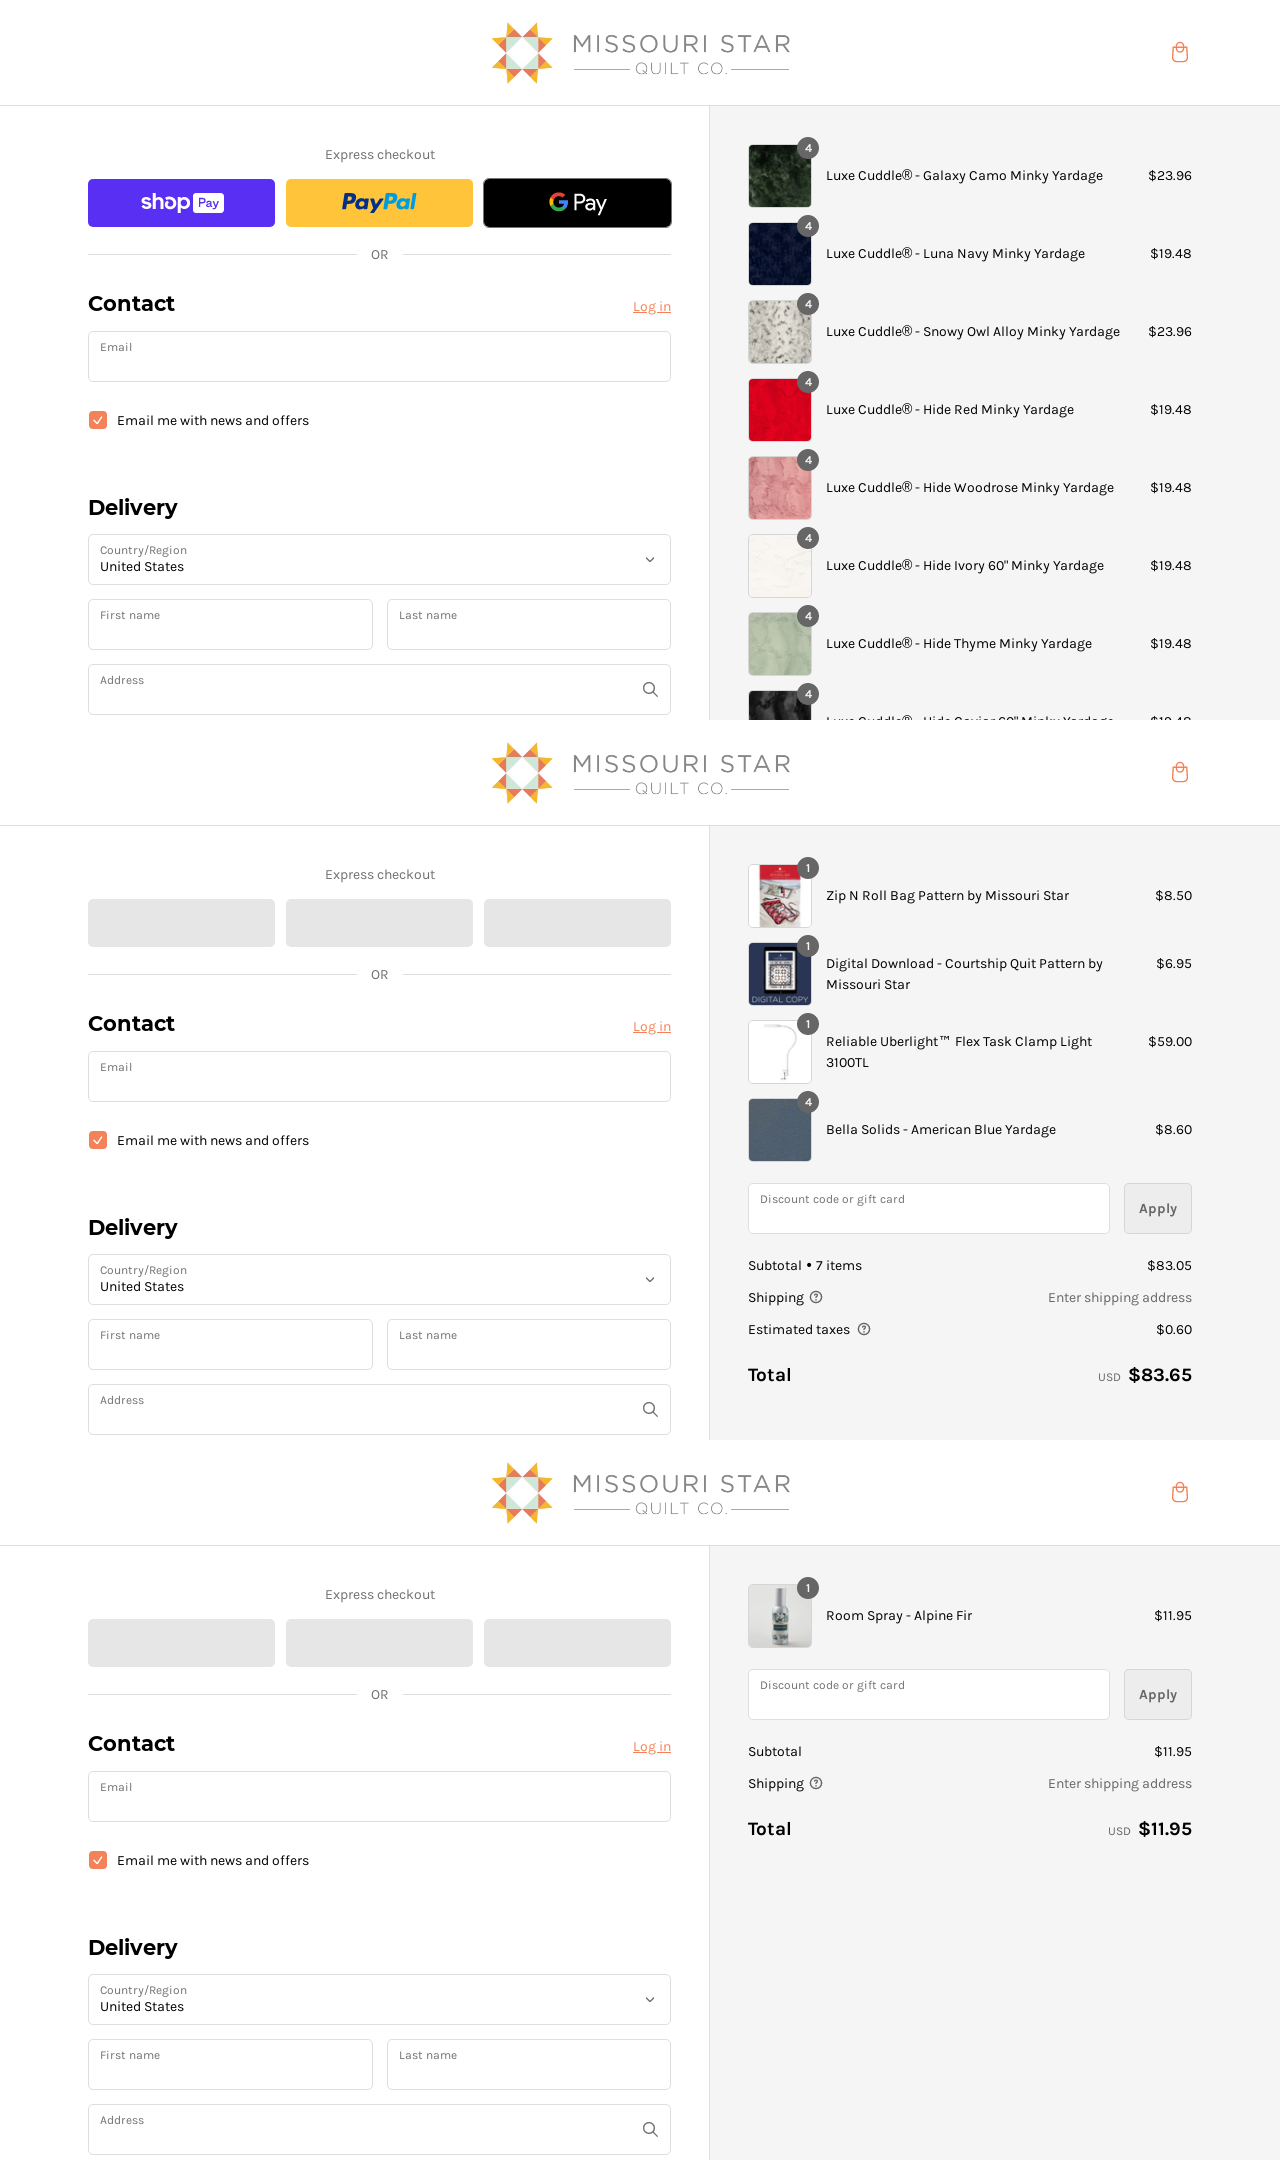 MISSOURI STAR
QUILT CO.
Express checkout
shop Pay
PayPal
G Pay
OR
Contact
Log in
Email
Email me with news and offers
Delivery
Country/Region
United States
First name
Last name
Address
4
Luxe Cuddle® - Galaxy Camo Minky Yardage
$23.96
4
Luxe Cuddle® - Luna Navy Minky Yardage
$19.48
4
Luxe Cuddle® - Snowy Owl Alloy Minky Yardage
$23.96
4
Luxe Cuddle® - Hide Red Minky Yardage
$19.48
4
Luxe Cuddle® - Hide Woodrose Minky Yardage
$19.48
4
Luxe Cuddle® - Hide Ivory 60" Minky Yardage
$19.48
4
Luxe Cuddle® - Hide Thyme Minky Yardage
$19.48
4
Luxe Cuddle® - Hide Caviar 60" Minky Yardage
$19.48
MISSOURI STAR
QUILT CO.
Express checkout
OR
Contact
Log in
Email
Email me with news and offers
Delivery
Country/Region
United States
First name
Last name
Address
1
Zip N Roll Bag Pattern by Missouri Star
$8.50
1
DIGITAL COPY
Digital Download - Courtship Quit Pattern by
Missouri Star
$6.95
1
Reliable Uberlight™ Flex Task Clamp Light
3100TL
$59.00
4
Bella Solids - American Blue Yardage
$8.60
Discount code or gift card
Apply
Subtotal • 7 items
$83.05
Shipping
Enter shipping address
Estimated taxes
$0.60
Total
USD $83.65
MISSOURI STAR
QUILT CO.
Express checkout
OR
Contact
Log in
Email
Email me with news and offers
Delivery
Country/Region
United States
First name
Last name
Address
1
Room Spray - Alpine Fir
$11.95
Discount code or gift card
Apply
Subtotal
$11.95
Shipping
Enter shipping address
Total
USD $11.95